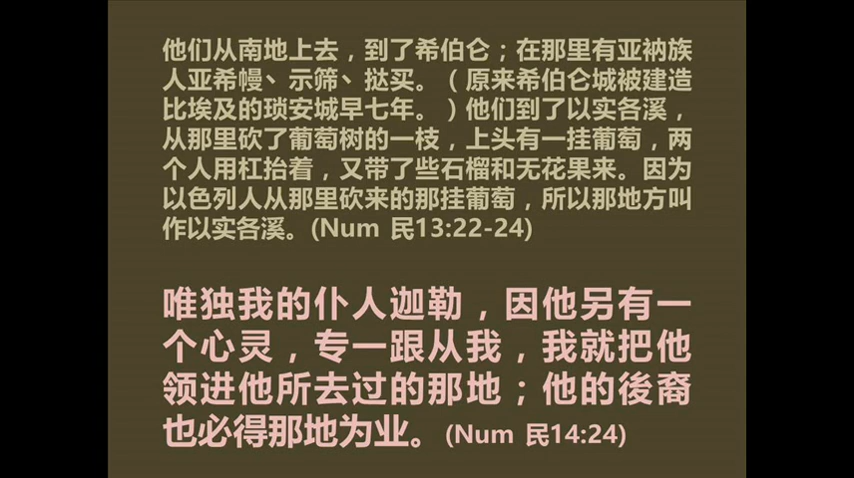 他们从南地上去，到了希伯仑；在那里有亚衲族
人亚希幔、示筛、挞买。（原来希伯仑城被建造
比埃及的琐安城早七年。）他们到了以实各溪，
从那里砍了葡萄树的一枝，上头有一挂葡萄，两
个人用杠抬着，又带了些石榴和无花果来。因为
以色列人从那里砍来的那挂葡萄，所以那地方叫
作以实各溪。(Num 民13:22-24)
唯独我的仆人迦勒，因他另有一
个心灵，专一跟从我，我就把他
领进他所去过的那地；他的後裔
也必得那地为业。(Num 民14:24)